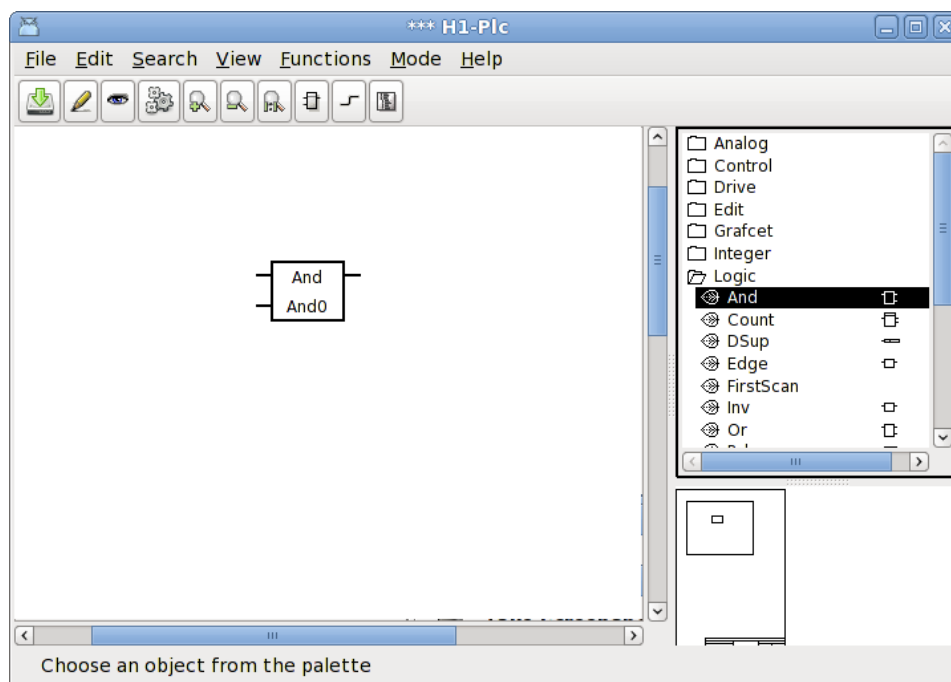 *** H1-Plc
File Edit Search View Functions Mode Help
And
And0
Analog
Control
Drive
Edit
Grafcet
Integer
Logic
And
Count
DSup
Edge
FirstScan
Inv
Or
Choose an object from the palette